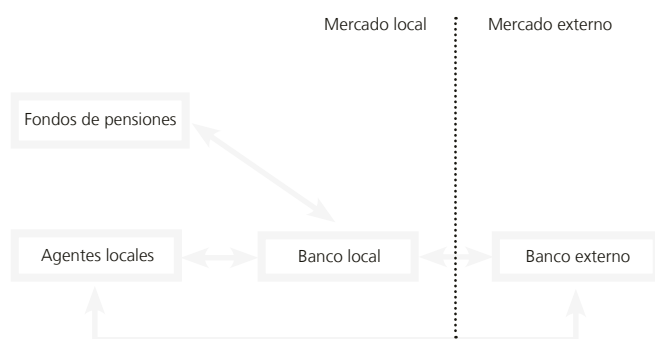 Mercado local
Mercado externo
Fondos de pensiones
Agentes locales
Banco local
Banco externo